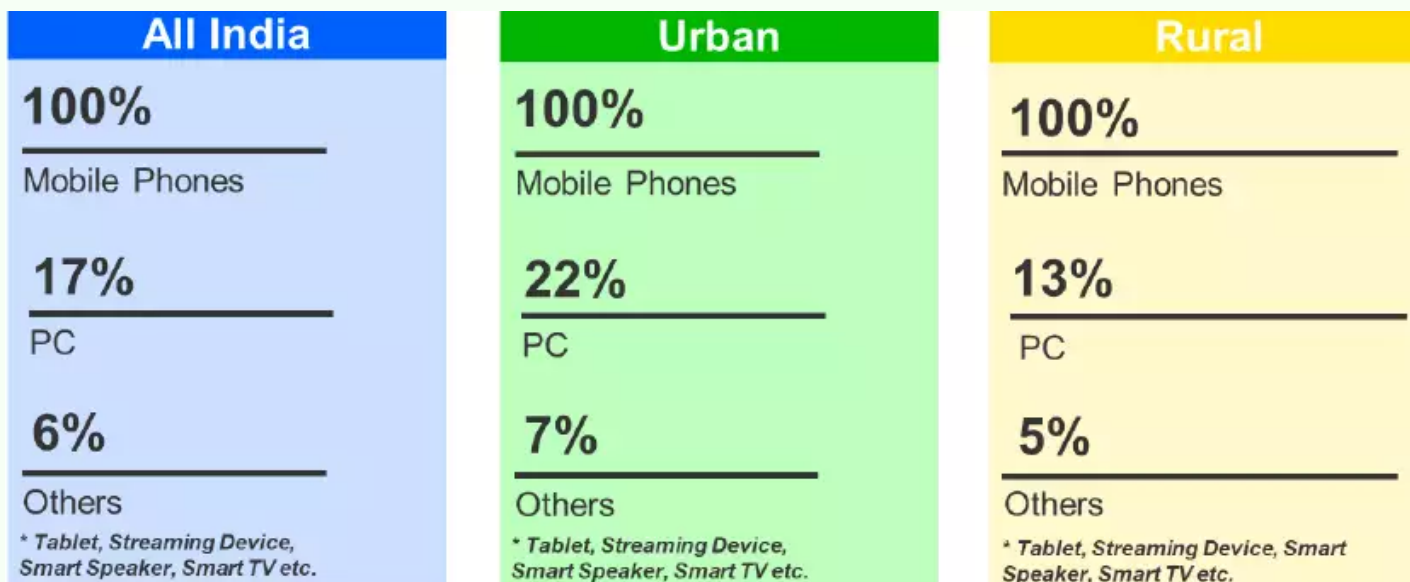 All India
100%
Mobile Phones
17%
PC
6%
Others
* Tablet, Streaming Device,
Smart Speaker, Smart TV etc.
Urban
100%
Mobile Phones
22%
PC
7%
Others
* Tablet, Streaming Device,
Smart Speaker, Smart TV etc.
Rural
100%
Mobile Phones
13%
PC
5%
Others
* Tablet, Streaming Device, Smart
Speaker, Smart TV etc.